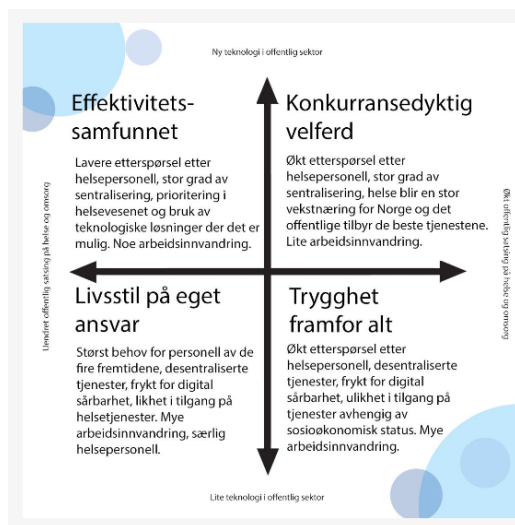 Ny teknologi i offentlig sektor
Effektivitets-
samfunnet
Lavere etterspørsel etter
helsepersonell, stor grad av
sentralisering, prioritering i
helsevesenet og bruk av
teknologiske løsninger der det er
mulig. Noe arbeidsinnvandring.
Konkurransedyktig
velferd
Økt etterspørsel etter
helsepersonell, stor grad av
sentralisering, helse blir en stor
vekstnæring for Norge og det
offentlige tilbyr de beste tjenestene.
Lite arbeidsinnvandring.
Uendret offentlig satsing på helse og omsorg
Økt offentlig satsing på helse og omsorg
Livsstil på eget
ansvar
Størst behov for personell av de
fire fremtidene, desentraliserte
tjenester, frykt for digital
sårbarhet, likhet i tilgang på
helsetjenester. Mye
arbeidsinnvandring, særlig
helsepersonell.
Trygghet
framfor alt
Økt etterspørsel etter
helsepersonell, desentraliserte
tjenester, frykt for digital
sårbarhet, ulikhet i tilgang på
tjenester avhengig av
sosioøkonomisk status. Mye
arbeidsinnvandring.
Lite teknologi i offentlig sektor